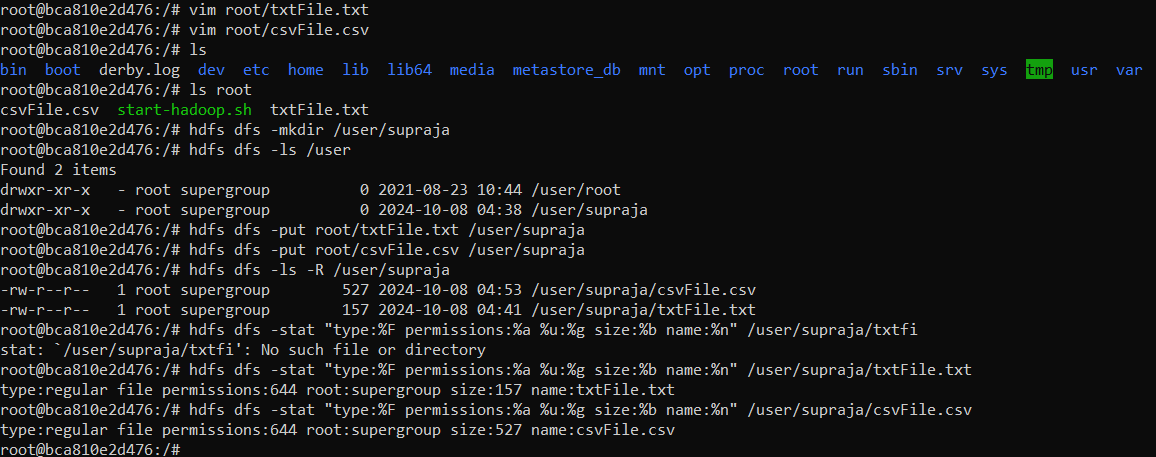 root@bca810e2d476:/# vim root/txtFile.txt
root@bca810e2d476:/# vim root/csvFile.csv
root@bca810e2d476:/# ls
bin  boot  derby.log  dev  etc  home  lib  lib64  media  metastore_db  mnt  opt  proc  root  run  sbin  srv  sys  tmp  usr  var
root@bca810e2d476:/# ls root
csvFile.csv  start-hadoop.sh  txtFile.txt
root@bca810e2d476:/# hdfs dfs -mkdir /user/supraja
root@bca810e2d476:/# hdfs dfs -ls /user
Found 2 items
drwxr-xr-x   - root supergroup          0 2021-08-23 10:44 /user/root
drwxr-xr-x   - root supergroup          0 2024-10-08 04:38 /user/supraja
root@bca810e2d476:/# hdfs dfs -put root/txtFile.txt /user/supraja
root@bca810e2d476:/# hdfs dfs -put root/csvFile.csv /user/supraja
root@bca810e2d476:/# hdfs dfs -ls -R /user/supraja
-rw-r--r--   1 root supergroup        527 2024-10-08 04:53 /user/supraja/csvFile.csv
-rw-r--r--   1 root supergroup        157 2024-10-08 04:41 /user/supraja/txtFile.txt
root@bca810e2d476:/# hdfs dfs -stat "type:%F permissions:%a %u:%g size:%b name:%n" /user/supraja/txtfi
stat: `/user/supraja/txtfi': No such file or directory
root@bca810e2d476:/# hdfs dfs -stat "type:%F permissions:%a %u:%g size:%b name:%n" /user/supraja/txtFile.txt
type:regular file permissions:644 root:supergroup size:157 name:txtFile.txt
root@bca810e2d476:/# hdfs dfs -stat "type:%F permissions:%a %u:%g size:%b name:%n" /user/supraja/csvFile.csv
type:regular file permissions:644 root:supergroup size:527 name:csvFile.csv
root@bca810e2d476:/#